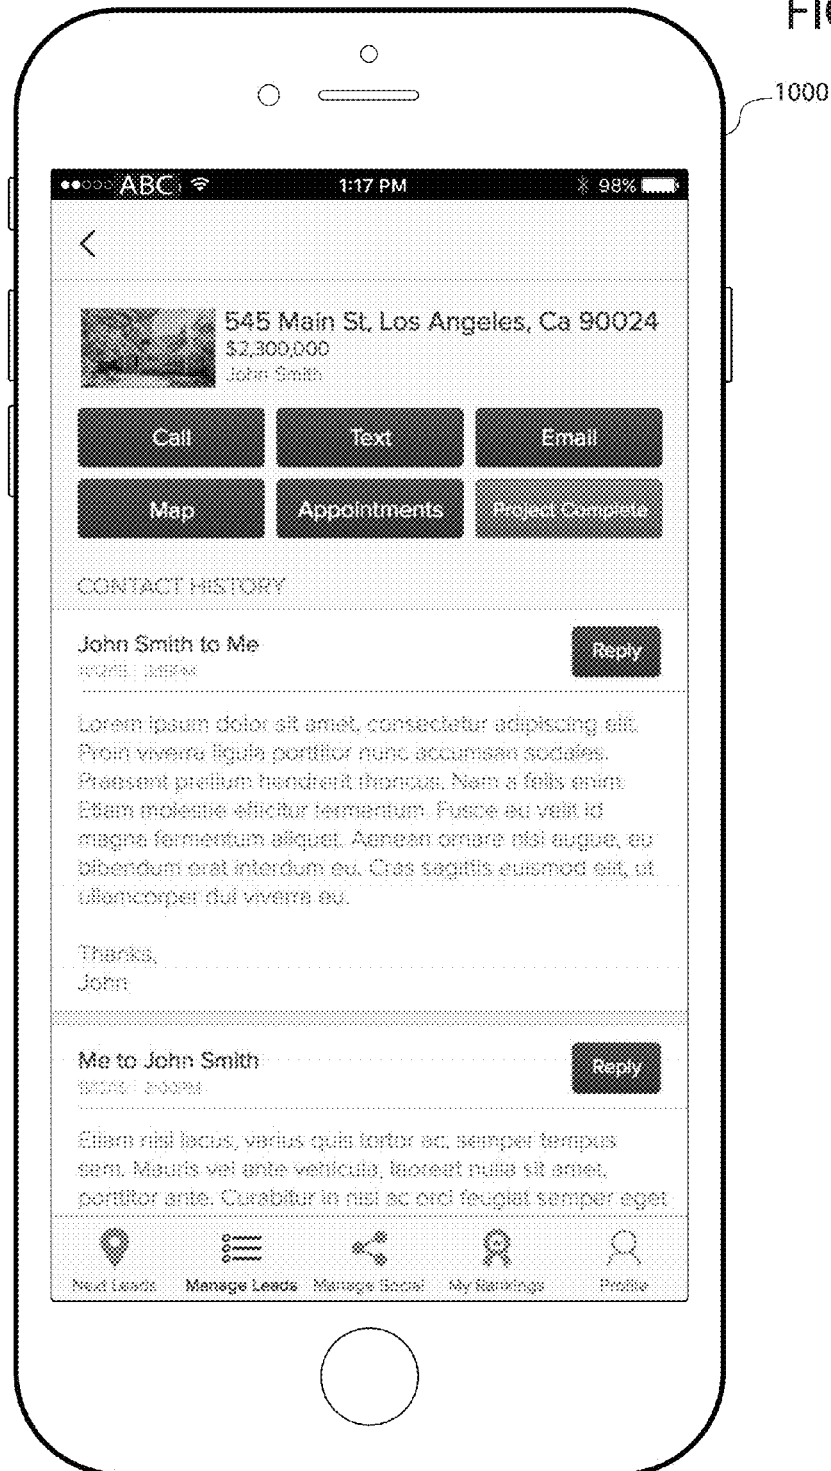 FIG
1000
ABC 1:17 PM 98%
545 Main St, Los Angeles, Ca 90024
$2,300,000
John Smith
Call Text Email
Map Appointments Project Complete
CONTACT HISTORY
John Smith to Me
Reply
Lorem ipsum dolor sit amet, consectetur adipiscing elit.
Proin viverra ligula porttitor nunc accumsan sodales.
Praesent pretium hendrerit rhoncus. Nam a felis enim.
Etiam molestie efficitur fermentum. Fusce eu velit id
magna fermentum aliquet. Aenean ornare nisl augue, eu
bibendum erat interdum eu. Cras sagittis euismod elit, ut
ullamcorper dui viverra eu.
Thanks,
John
Me to John Smith
Reply
2:00PM
Etiam nisl lacus, varius quis tortor ac, semper tempus
sem. Mauris vel ante vehicula, laoreet nulla sit amet,
porttitor ante. Curabitur in nisl ac orci feugiat semper eget
Next Leads Manage Leads Manage Social My Rankings Profile